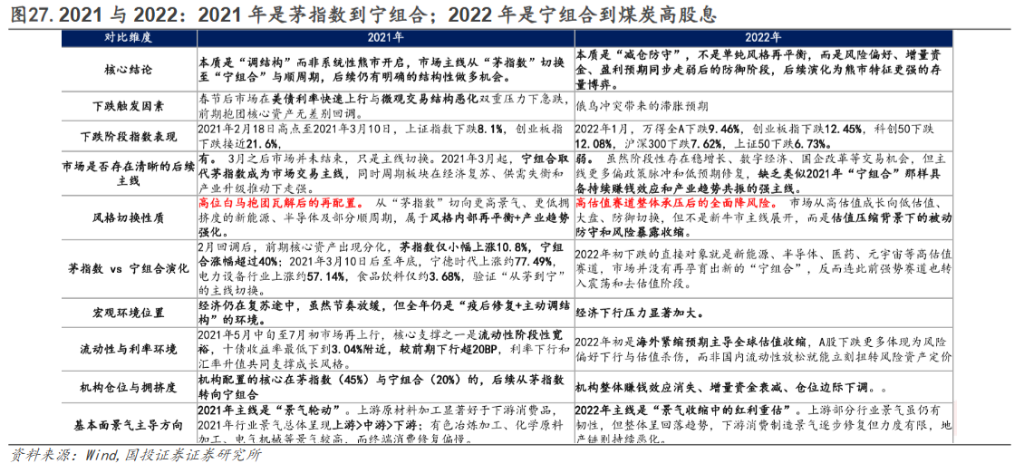 图27. 2021 与 2022：2021 年是茅指数到宁组合；2022 年是宁组合到煤炭高股息
对比维度
2021年
2022年
核心结论
本质是“调结构”而非系统性熊市开启，市场主线从“茅指数”切换
至“宁组合”与顺周期，后续仍有明确的结构性做多机会。
本质是“减仓防守”，不是单纯风格再平衡，而是风险偏好、增量资
金、盈利预期同步走弱后的防御阶段，后续演化为熊市特征更强的存
量博弈。
下跌触发因素
春节后市场在美债利率快速上行与微观交易结构恶化双重压力下急跌，
前期抱团核心资产无差别回调。
俄乌冲突带来的滞胀预期
下跌阶段指数表现
2021年2月18日高点至2021年3月10日，上证指数下跌8.1%，创业板指
下跌接近21.6%，
2022年1月，万得全A下跌9.46%，创业板指下跌12.45%，科创50下跌
12.08%，沪深300下跌7.62%，上证50下跌6.73%。
市场是否存在清晰的后续
主线
有。 3月之后市场并未结束，只是主线切换。2021年3月起，宁组合取
代茅指数成为市场交易主线，同时周期板块在经济复苏、供需失衡和
产业升级推动下走强。
弱。 虽然阶段性存在稳增长、数字经济、国企改革等交易机会，但主
线更多偏政策脉冲和低预期修复，缺乏类似2021年“宁组合”那样具
备持续赚钱效应和产业趋势共振的强主线。
风格切换性质
高位白马抱团瓦解后的再配置。 从“茅指数”切向更高景气、更低拥
挤度的新能源、半导体及部分顺周期，属于风格内部再平衡+产业趋势
强化。
高估值赛道整体承压后的全面降风险。 市场从高估值成长向低估值、
大盘、防御切换，但不是新牛市主线展开，而是估值压缩背景下的被动
防守和风险暴露收缩。
茅指数 vs 宁组合演化
2月回调后，前期核心资产出现分化，茅指数仅小幅上涨10.8%，宁组
合涨幅超过40%；2021年3月10日后至年底，宁德时代上涨约77.49%，
电力设备行业上涨约57.14%，食品饮料仅约3.68%，验证“从茅到宁”
的主线切换。
2022年初下跌的直接对象就是新能源、半导体、医药、元宇宙等高估值
赛道，市场并没有再孕育出新的“宁组合”，反而连此前强势赛道也转
入震荡和去估值阶段。
宏观环境位置
经济仍在复苏途中，虽然节奏放缓，但全年仍是“疫后修复+主动调结
构”的环境。
经济下行压力显著加大。
流动性与利率环境
2021年5月中旬至7月初市场再上行，核心支撑之一是流动性阶段性宽
裕，十债收益率最低下到3.04%附近，较前期下行超20BP，利率下行和
汇率升值共同支撑成长风格。
2022年初是海外紧缩预期主导全球估值收缩，A股下跌更多体现为风险
偏好下行与估值杀伤，而非国内流动性放松就能立刻扭转风险资产定价
机构仓位与拥挤度
机构配置的核心在茅指数（45%）与宁组合（20%）的，后续从茅指数
转向宁组合
机构整体赚钱效应消失、增量资金衰减、仓位边际下调。。
基本面景气主导方向
2021年主线是“景气轮动”。上游原材料加工显著好于下游消费品，
2021年行业景气总体呈现上游>中游>下游；有色冶炼加工、化学原料
加工、电气机械等景气较高，而终端消费修复偏慢。
2022年主线是“景气收缩中的红利重估”。上游部分行业景气虽仍有
韧性，但整体呈回落趋势，下游消费制造景气逐步修复但力度有限，地
产链则持续恶化。
资料来源：Wind,国投证券证券研究所